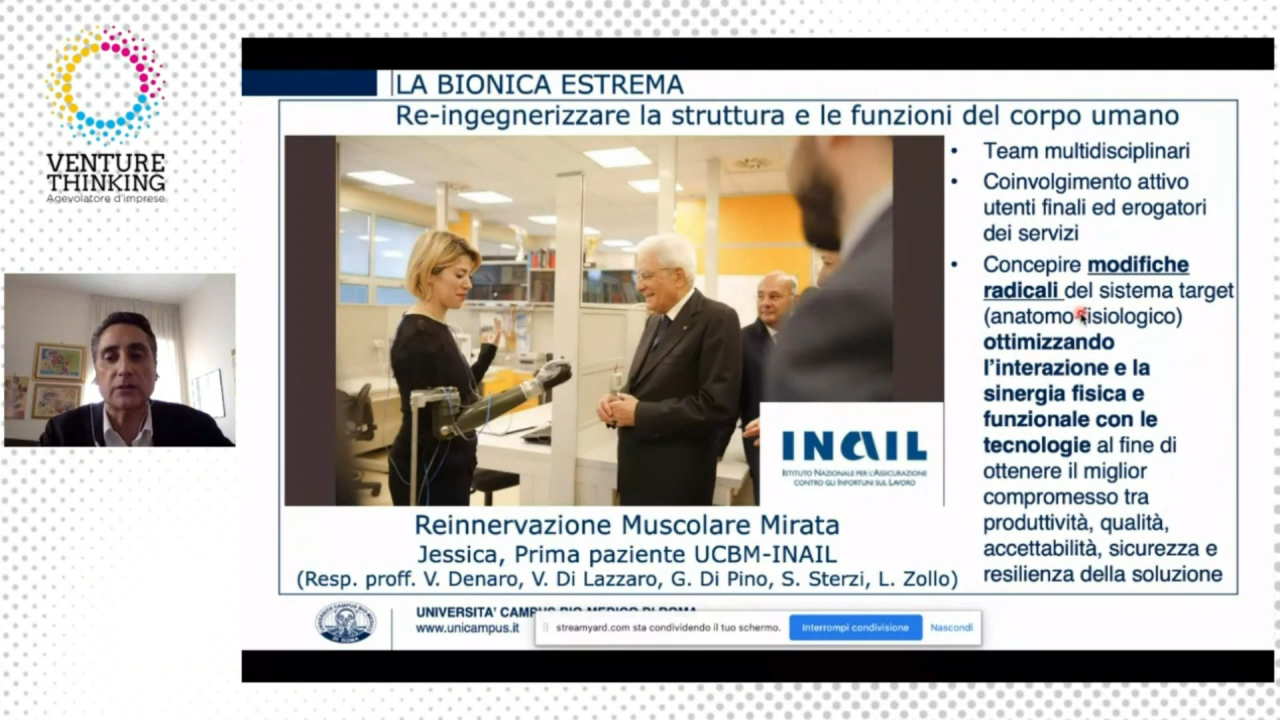 VENTURE
THINKING
Agevolatore d'imprese
LA BIONICA ESTREMA
Re-ingegnerizzare la struttura e le funzioni del corpo umano
• Team multidisciplinari
• Coinvolgimento attivo
utenti finali ed erogatori
dei servizi
• Concepire modifiche
radicali del sistema target
(anatomo-fisiologico)
ottimizzando
l'interazione e la
sinergia fisica e
funzionale con le
tecnologie al fine di
ottenere il miglior
compromesso tra
produttività, qualità,
accettabilità, sicurezza e
resilienza della soluzione
INAIL
ISTITUTO NAZIONALE PER L'ASSICURAZIONE
CONTRO GLI INFORTUNI SUL LAVORO
Reinnervazione Muscolare Mirata
Jessica, Prima paziente UCBM-INAIL
(Resp. proff. V. Denaro, V. Di Lazzaro, G. Di Pino, S. Sterzi, L. Zollo)
UNIVERSITA' CAMPUS BIO-MEDICO DI ROMA
www.unicampus.it
streamyard.com sta condividendo il tuo schermo.
Interrompi condivisione
Nascondi